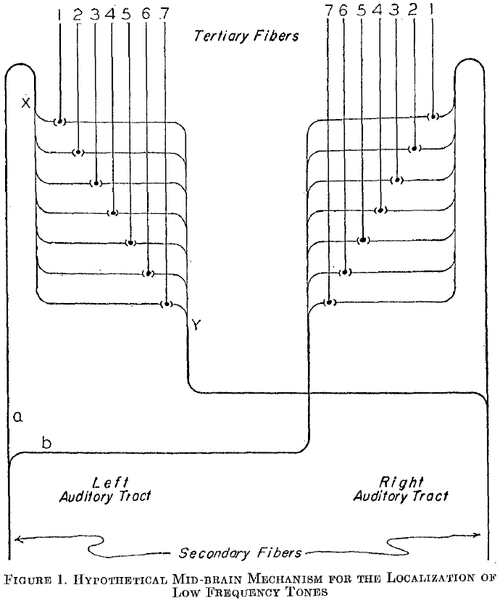 1 2 3 4 5 6 7
7 6 5 4 3 2 1
Tertiary Fibers
X
Y
a
b
Left
Auditory Tract
Right
Auditory Tract
Secondary Fibers
FIGURE 1. HYPOTHETICAL MID-BRAIN MECHANISM FOR THE LOCALIZATION OF
LOW FREQUENCY TONES